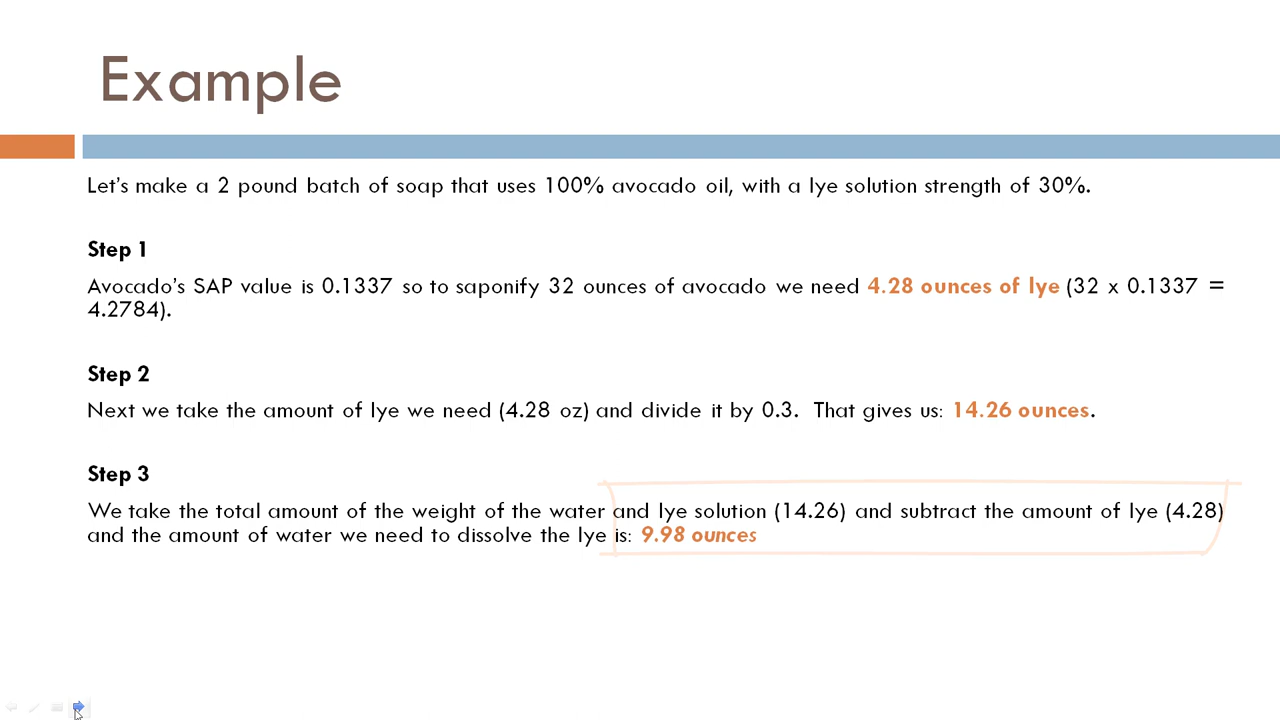 Example
Let's make a 2 pound batch of soap that uses 100% avocado oil, with a lye solution strength of 30%.
Step 1
Avocado's SAP value is 0.1337 so to saponify 32 ounces of avocado we need 4.28 ounces of lye (32 x 0.1337 =
4.2784).
Step 2
Next we take the amount of lye we need (4.28 oz) and divide it by 0.3.  That gives us: 14.26 ounces.
Step 3
We take the total amount of the weight of the water and lye solution (14.26) and subtract the amount of lye (4.28)
and the amount of water we need to dissolve the lye is: 9.98 ounces